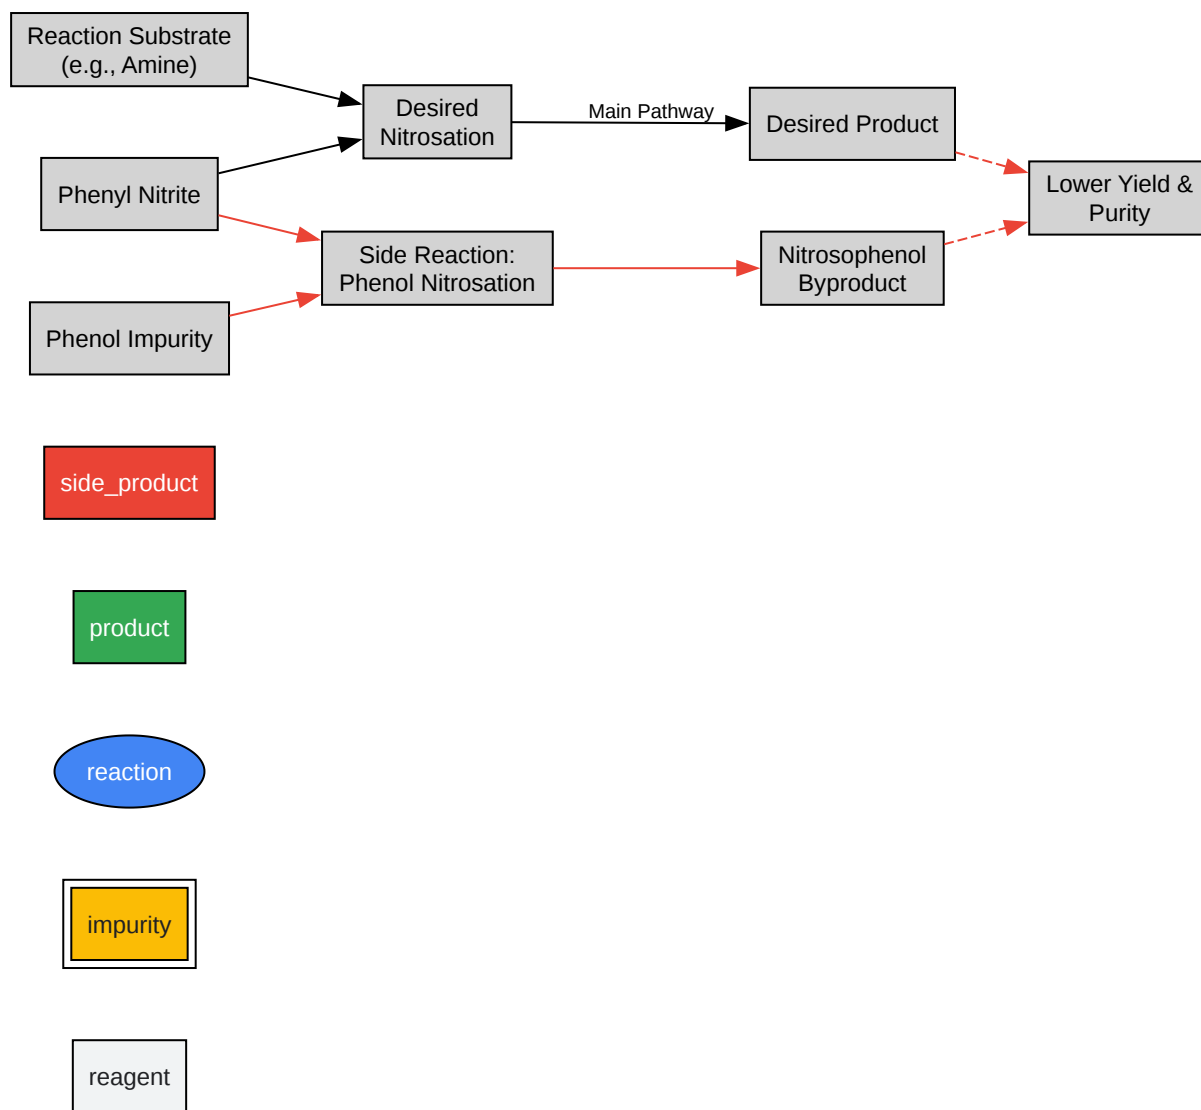 Reaction Substrate
(e.g., Amine)
Desired
Nitrosation
Main Pathway
Desired Product
Phenyl Nitrite
Lower Yield &
Purity
Side Reaction:
Phenol Nitrosation
Nitrosophenol
Byproduct
Phenol Impurity
side_product
product
reaction
impurity
reagent